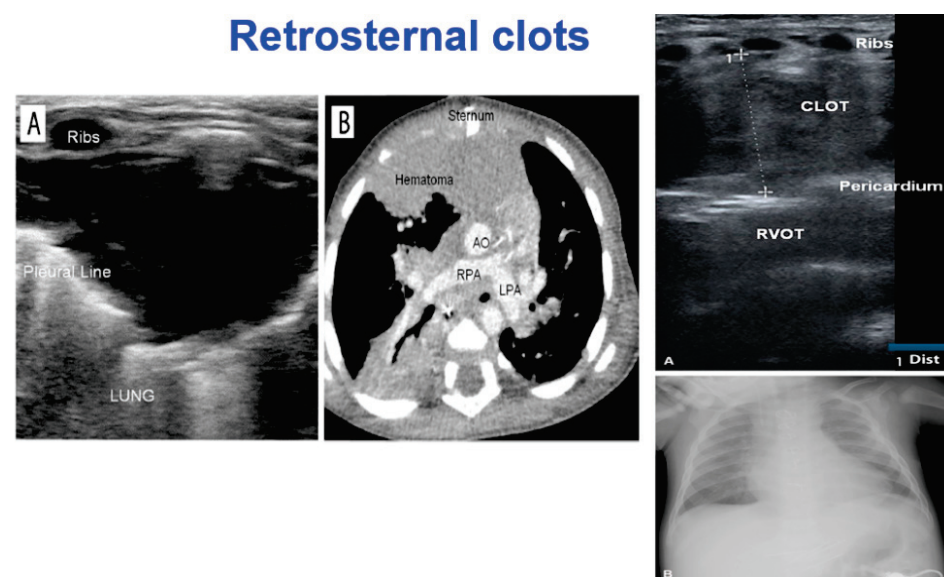 Retrosternal clots
A
Ribs
Pleural Line
LUNG
B
Sternum
Hematoma
AO
RPA
LPA
Ribs
1
CLOT
Pericardium
RVOT
A
1 Dist
B